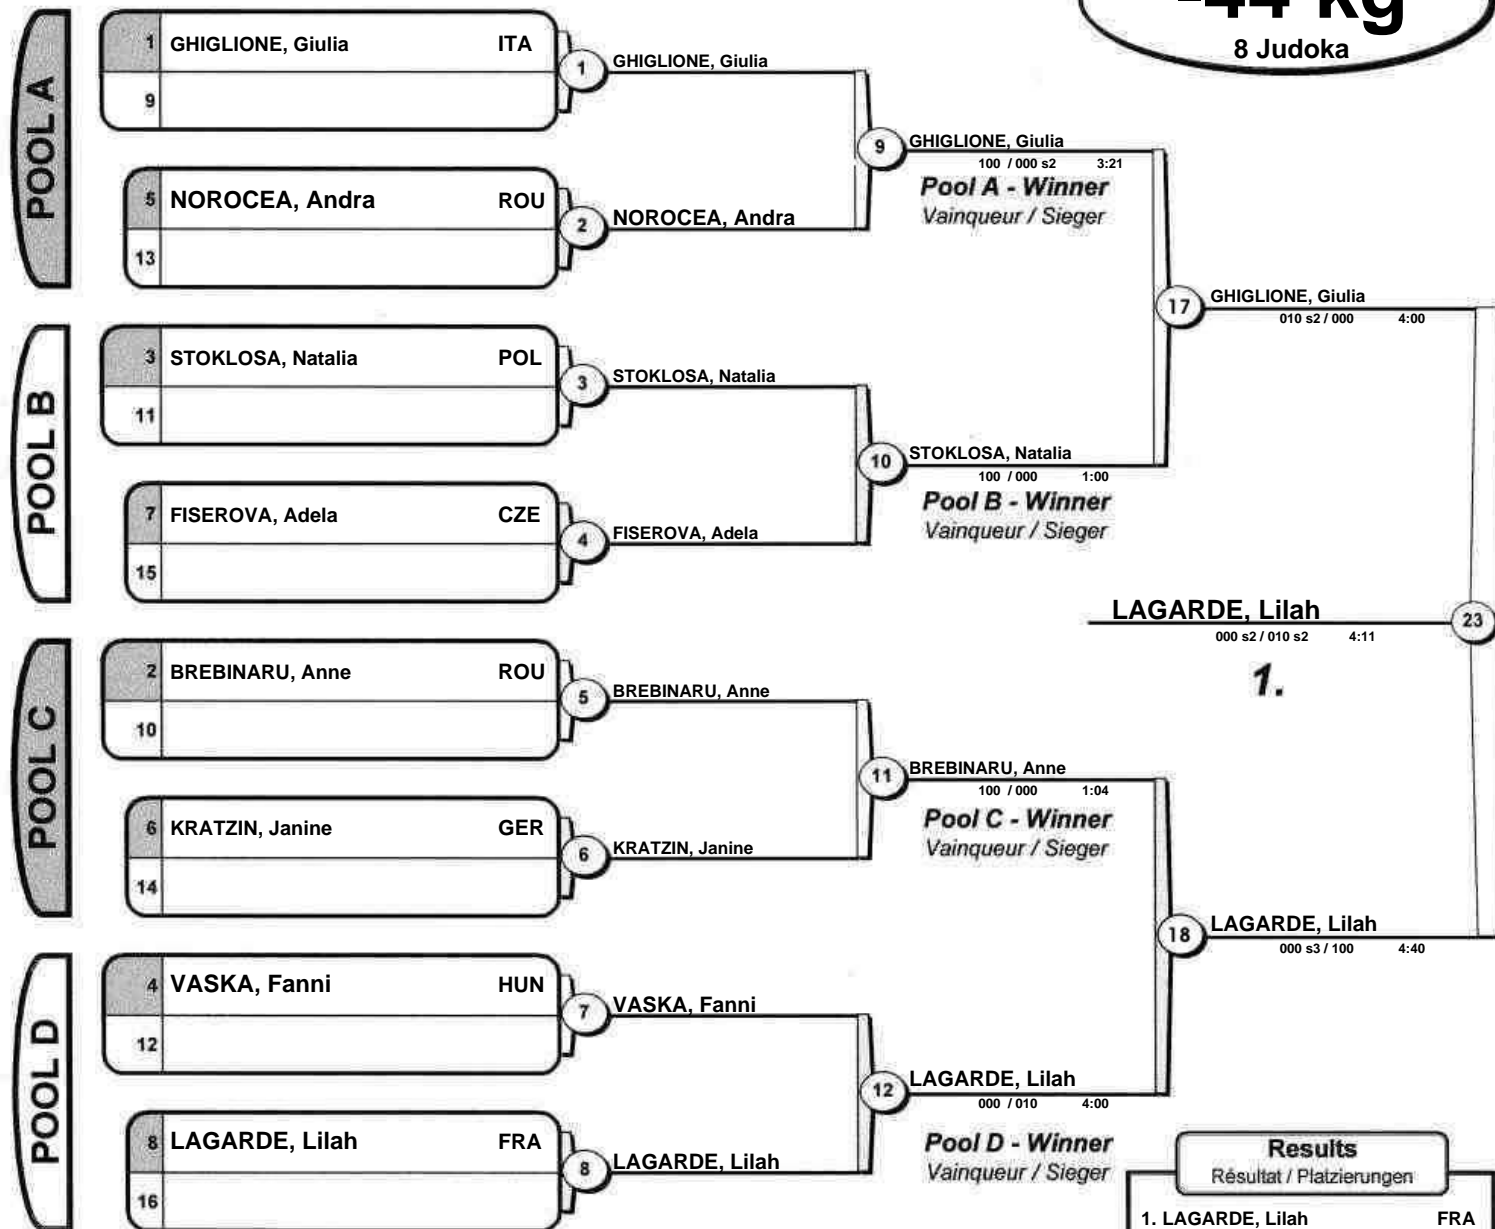 -44 kg
8 Judoka
POOL A
1 GHIGLIONE, Giulia ITA
9
5 NOROCEA, Andra ROU
13
1 GHIGLIONE, Giulia
2 NOROCEA, Andra
9 GHIGLIONE, Giulia
100 / 000 s2 3:21
Pool A - Winner
Vainqueur / Sieger
POOL B
3 STOKLOSA, Natalia POL
11
7 FISEROVA, Adela CZE
15
3 STOKLOSA, Natalia
4 FISEROVA, Adela
10 STOKLOSA, Natalia
100 / 000 1:00
Pool B - Winner
Vainqueur / Sieger
17 GHIGLIONE, Giulia
010 s2 / 000 4:00
LAGARDE, Lilah 23
000 s2 / 010 s2 4:11
1.
POOL C
2 BREBINARU, Anne ROU
10
6 KRATZIN, Janine GER
14
5 BREBINARU, Anne
6 KRATZIN, Janine
11 BREBINARU, Anne
100 / 000 1:04
Pool C - Winner
Vainqueur / Sieger
POOL D
4 VASKA, Fanni HUN
12
8 LAGARDE, Lilah FRA
16
7 VASKA, Fanni
8 LAGARDE, Lilah
12 LAGARDE, Lilah
000 / 010 4:00
Pool D - Winner
Vainqueur / Sieger
18 LAGARDE, Lilah
000 s3 / 100 4:40
Results
Résultat / Platzierungen
1. LAGARDE, Lilah FRA